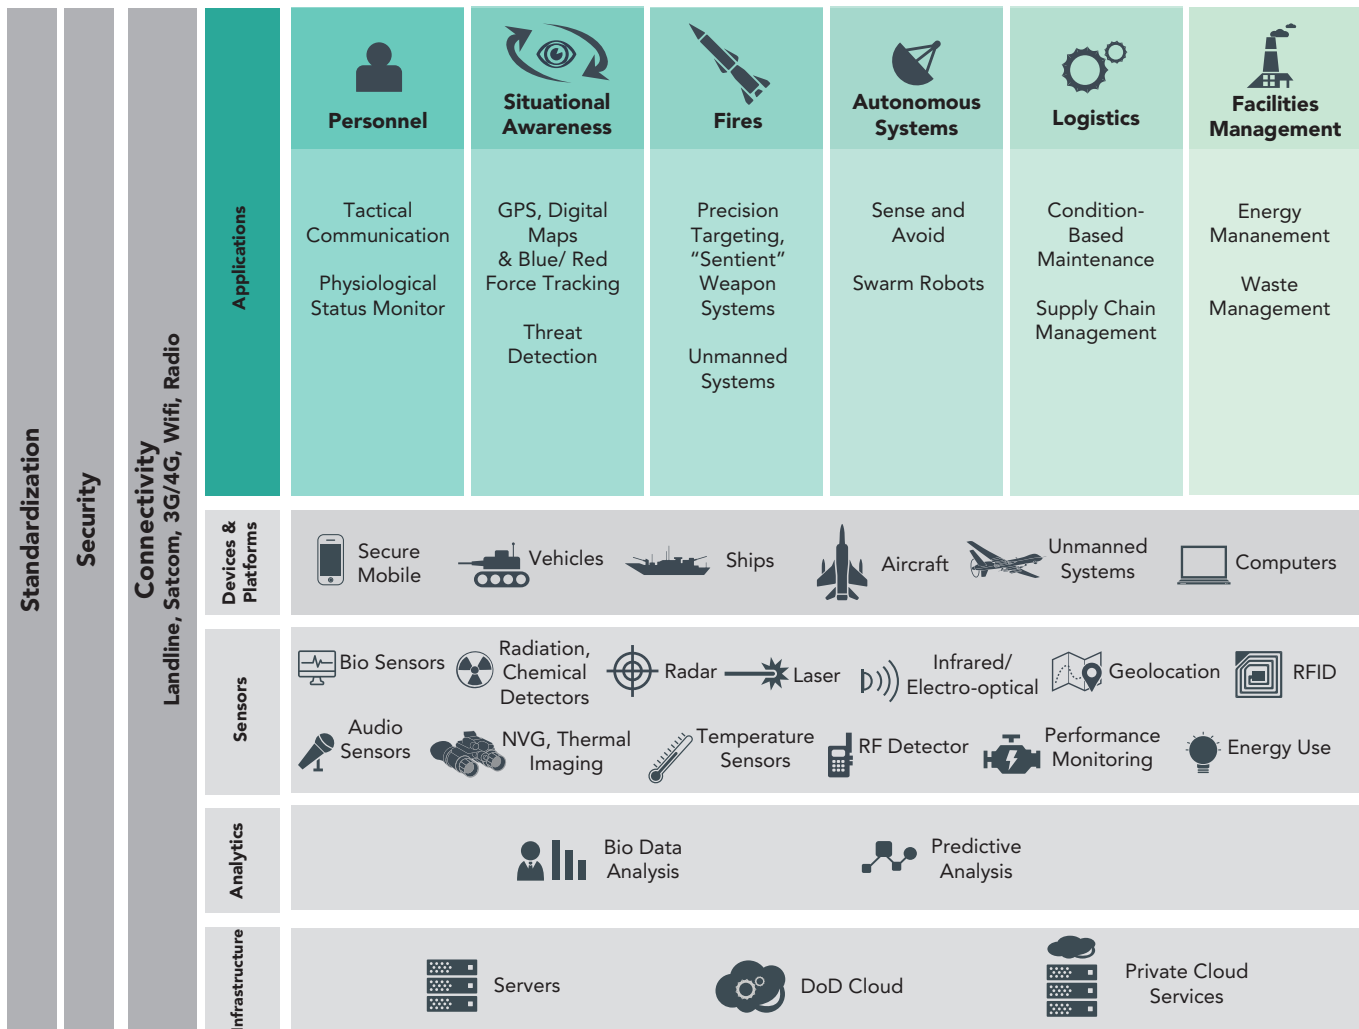 Standardization
Security
Connectivity
Landline, Satcom, 3G/4G, Wifi, Radio
Applications
Personnel
Tactical
Communication
Physiological
Status Monitor
Situational
Awareness
GPS, Digital
Maps
& Blue/ Red
Force Tracking
Threat
Detection
Fires
Precision
Targeting,
”Sentient”
Weapon
Systems
Unmanned
Systems
Autonomous
Systems
Sense and
Avoid
Swarm Robots
Logistics
Condition-
Based
Maintenance
Supply Chain
Management
Facilities
Management
Energy
Mananement
Waste
Management
Devices &
Platforms
Secure
Mobile
Vehicles
Ships
Aircraft
Unmanned
Systems
Computers
Sensors
Bio Sensors
Radiation,
Chemical
Detectors
Radar
Laser
Infrared/
Electro-optical
Geolocation
RFID
Audio
Sensors
NVG, Thermal
Imaging
Temperature
Sensors
RF Detector
Performance
Monitoring
Energy Use
Analytics
Bio Data
Analysis
Predictive
Analysis
Infrastructure
Servers
DoD Cloud
Private Cloud
Services